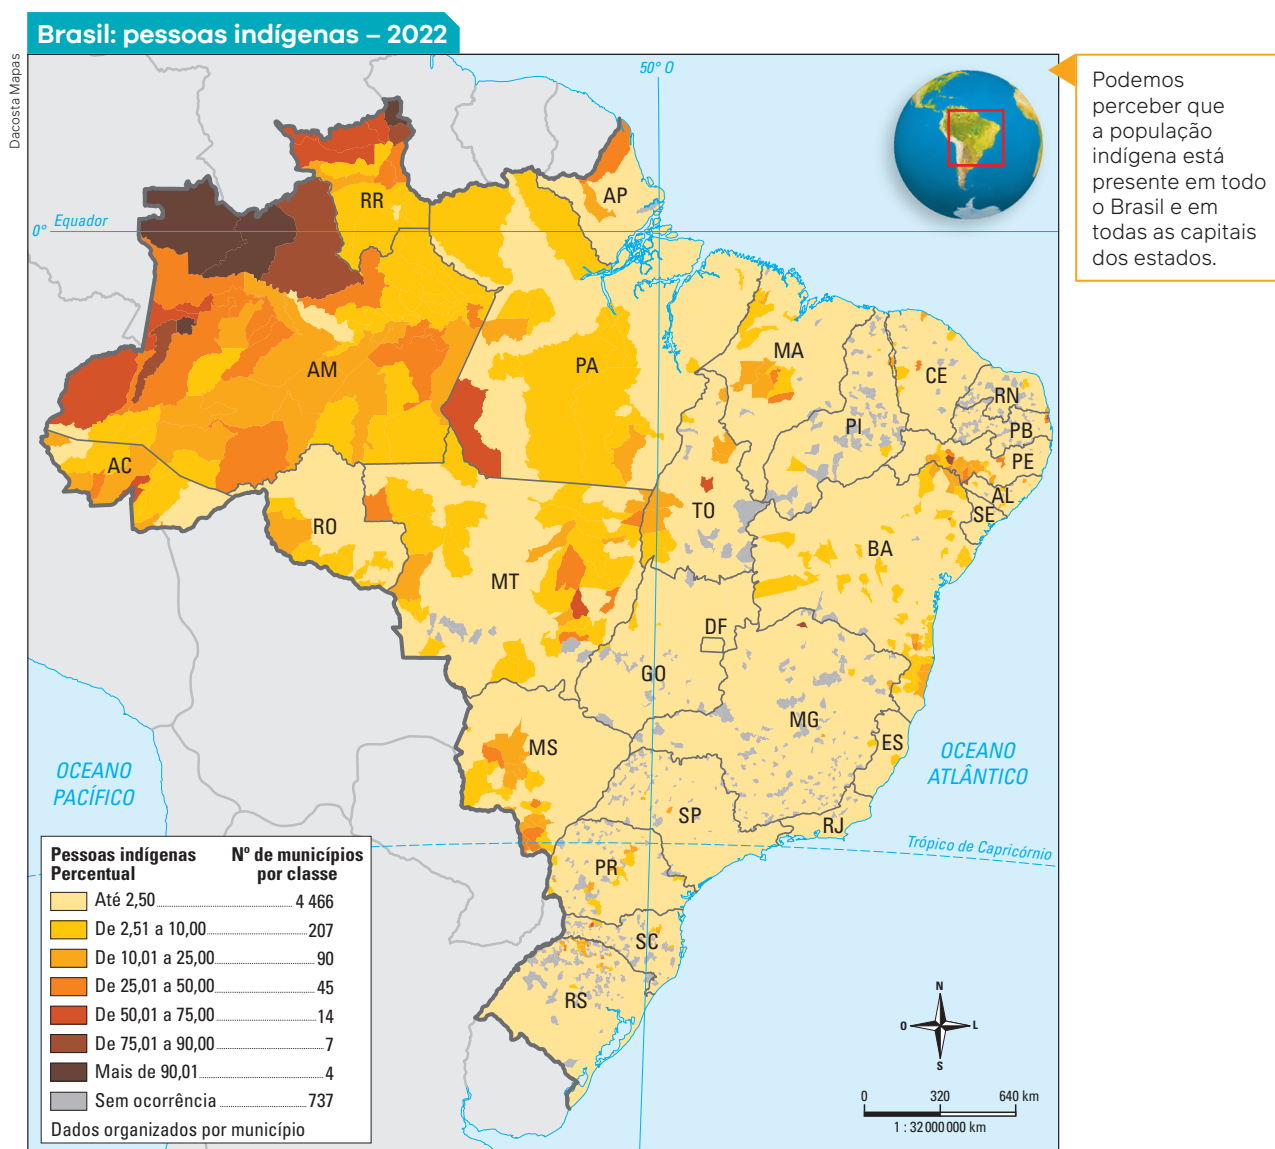 Brasil: pessoas indígenas – 2022
Dacosta Mapas
50° O
Podemos
perceber que
a população
indígena está
presente em todo
o Brasil e em
todas as capitais
dos estados.
RR
AP
0°
Equador
AM
PA
MA
CE
RN
PB
PE
AL
SE
PI
AC
RO
TO
BA
MT
DF
GO
MG
ES
MS
SP
RJ
PR
SC
RS
OCEANO
PACÍFICO
OCEANO
ATLÂNTICO
Trópico de Capricórnio
Pessoas indígenas
Percentual
Nº de municípios
por classe
Até 2,50 4 466
De 2,51 a 10,00 207
De 10,01 a 25,00 90
De 25,01 a 50,00 45
De 50,01 a 75,00 14
De 75,01 a 90,00 7
Mais de 90,01 4
Sem ocorrência 737
Dados organizados por município
N
O L
S
0 320 640 km
1 : 32 000 000 km